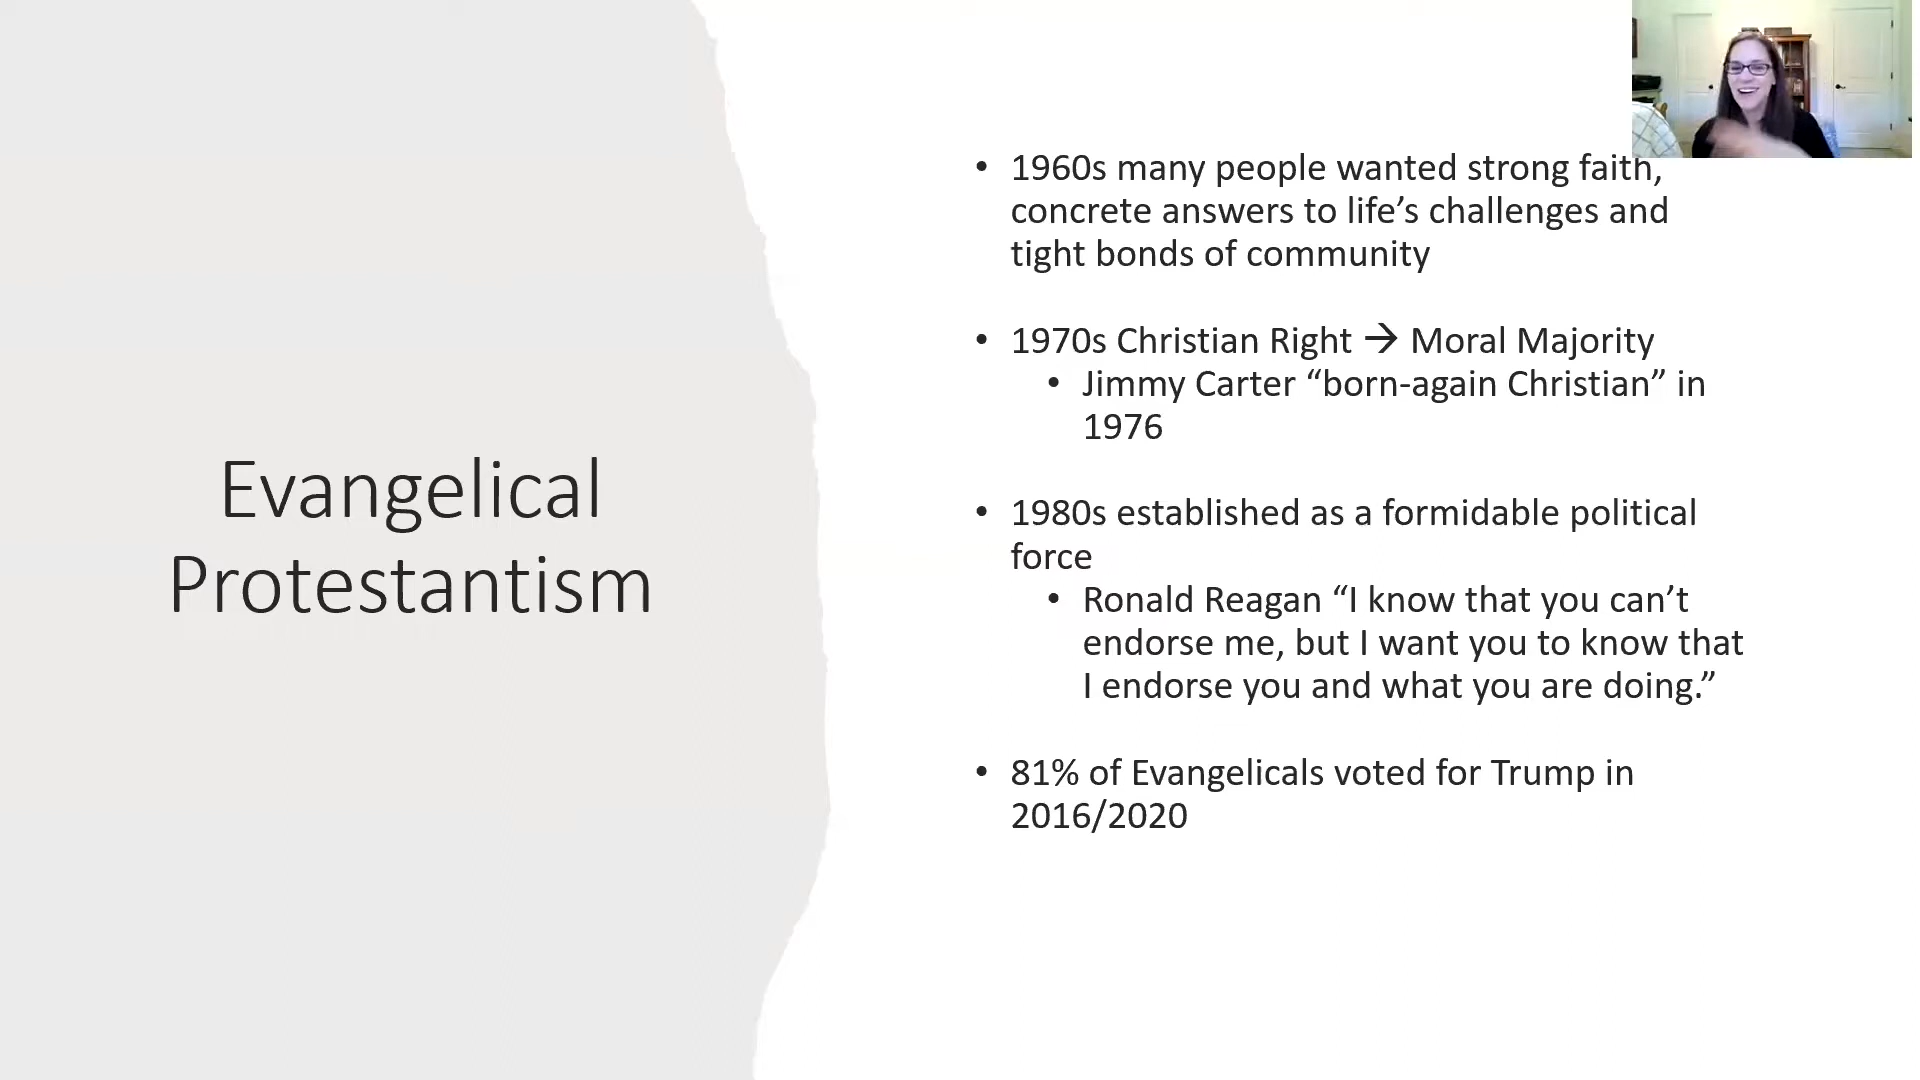 Evangelical
Protestantism
• 1960s many people wanted strong faith,
concrete answers to life’s challenges and
tight bonds of community
• 1970s Christian Right → Moral Majority
• Jimmy Carter “born-again Christian” in
1976
• 1980s established as a formidable political
force
• Ronald Reagan “I know that you can’t
endorse me, but I want you to know that
I endorse you and what you are doing.”
• 81% of Evangelicals voted for Trump in
2016/2020